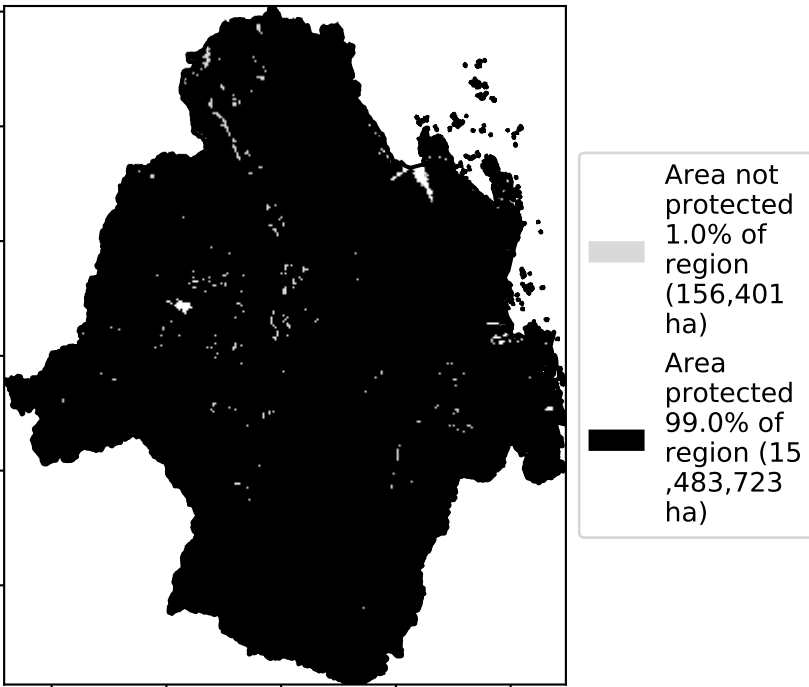 Area not
protected
1.0% of
region
(156,401
ha)
Area
protected
99.0% of
region (15
,483,723
ha)